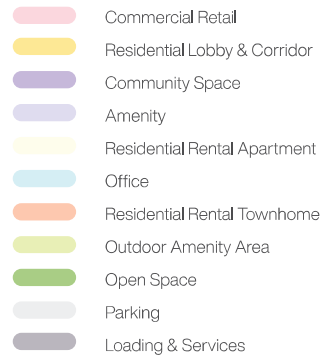 Commercial Retail
Residential Lobby & Corridor
Community Space
Amenity
Residential Rental Apartment
Office
Residential Rental Townhome
Outdoor Amenity Area
Open Space
Parking
Loading & Services